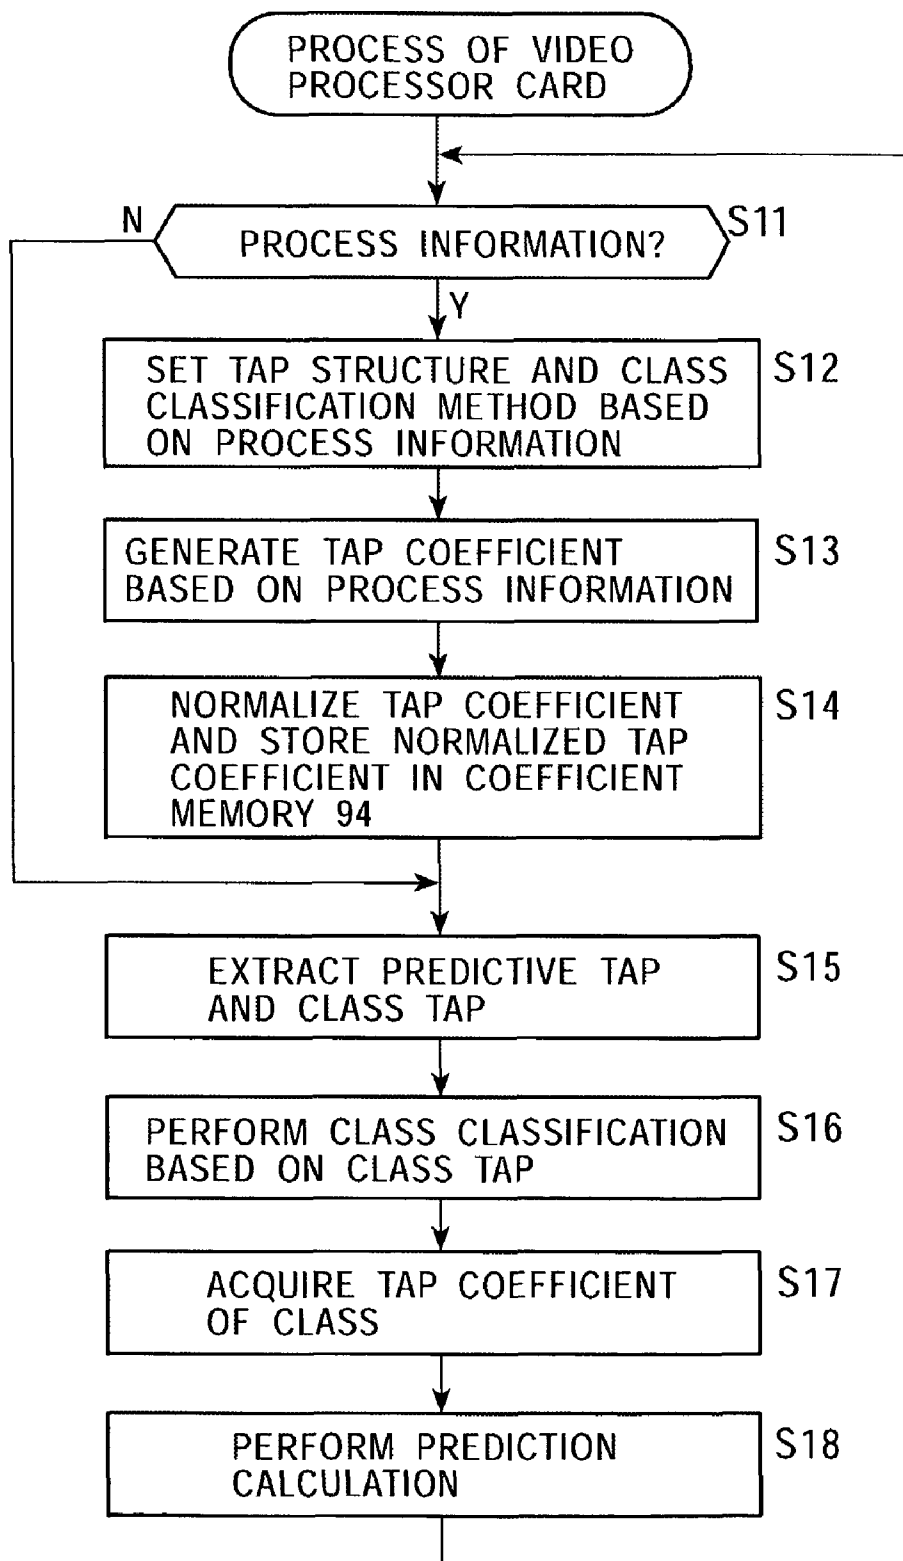 PROCESS OF VIDEO
PROCESSOR CARD
N
PROCESS INFORMATION?
S11
Y
SET TAP STRUCTURE AND CLASS
CLASSIFICATION METHOD BASED
ON PROCESS INFORMATION
S12
GENERATE TAP COEFFICIENT
BASED ON PROCESS INFORMATION
S13
NORMALIZE TAP COEFFICIENT
AND STORE NORMALIZED TAP
COEFFICIENT IN COEFFICIENT
MEMORY 94
S14
EXTRACT PREDICTIVE TAP
AND CLASS TAP
S15
PERFORM CLASS CLASSIFICATION
BASED ON CLASS TAP
S16
ACQUIRE TAP COEFFICIENT
OF CLASS
S17
PERFORM PREDICTION
CALCULATION
S18